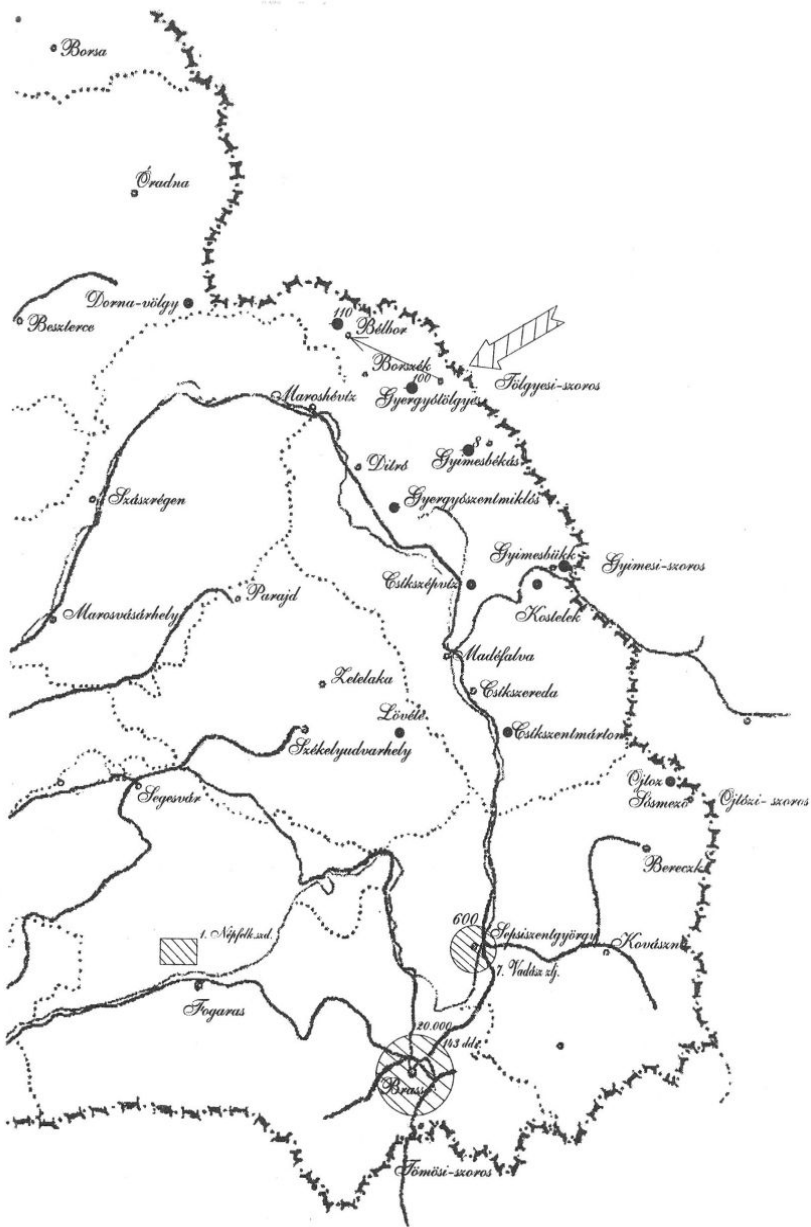 Borsa
Óradna
Dorna-völgy
Beszterce
110
Bélbor
Borszék
100
Tölgyesi-szoros
Gyergyótölgyes
Maroshévíz
8
Ditró
Gyimesbékás
Szászrégen
Gyergyószentmiklós
Gyimesbükk
Gyimesi-szoros
Csíkszépvíz
Kostelek
Parajd
Marosvásárhely
Madéfalva
Zetelaka
Csíkszereda
Lövéte
Csíkszentmárton
Székelyudvarhely
Ojtoz
Segesvár
Sósmező
Ojtózi-szoros
Bereczk
600
1. Népfelk. szd.
Sepsiszentgyörgy
Kovászna
7. Vadász zlj.
Fogaras
20.000
143 ddr.
Brassó
Tömösi-szoros